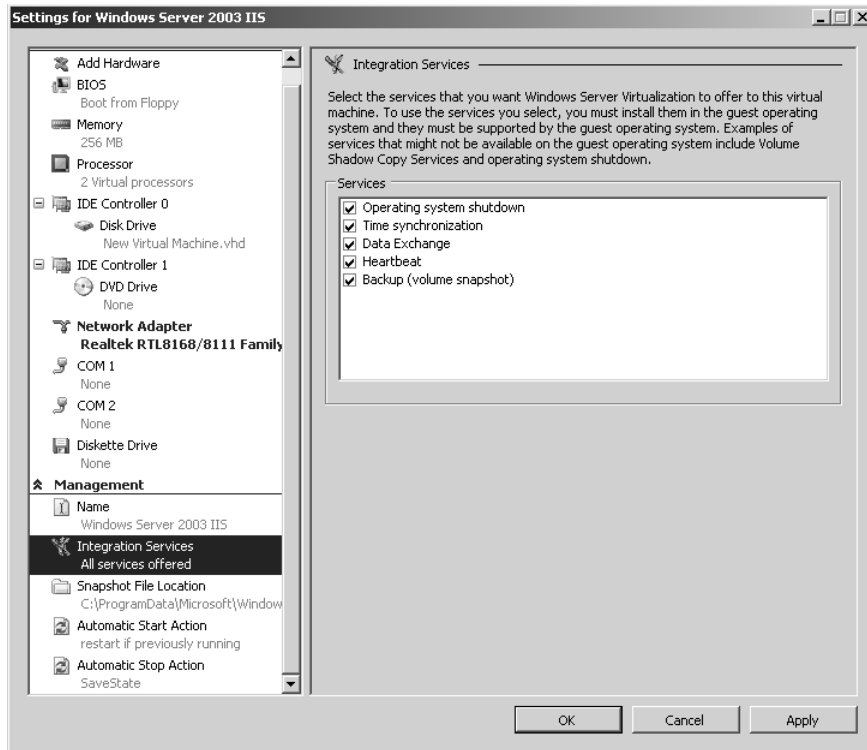 Settings for Windows Server 2003 IIS
Add Hardware
BIOS
Boot from Floppy
Memory
256 MB
Processor
2 Virtual processors
IDE Controller 0
Disk Drive
New Virtual Machine.vhd
IDE Controller 1
DVD Drive
None
Network Adapter
Realtek RTL8168/8111 Family
COM 1
None
COM 2
None
Diskette Drive
None
Management
Name
Windows Server 2003 IIS
Integration Services
All services offered
Snapshot File Location
C:\ProgramData\Microsoft\Window
Automatic Start Action
restart if previously running
Automatic Stop Action
SaveState
Integration Services
Select the services that you want Windows Server Virtualization to offer to this virtual
machine. To use the services you select, you must install them in the guest operating
system and they must be supported by the guest operating system. Examples of
services that might not be available on the guest operating system include Volume
Shadow Copy Services and operating system shutdown.
Services
Operating system shutdown
Time synchronization
Data Exchange
Heartbeat
Backup (volume snapshot)
OK
Cancel
Apply